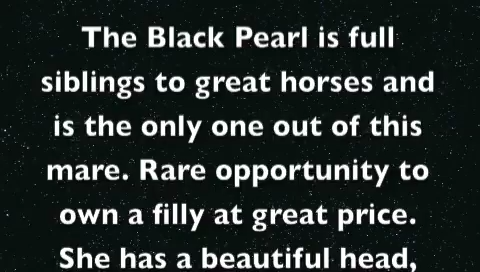 The Black Pearl is full
siblings to great horses and
is the only one out of this
mare. Rare opportunity to
own a filly at great price.
She has a beautiful head,